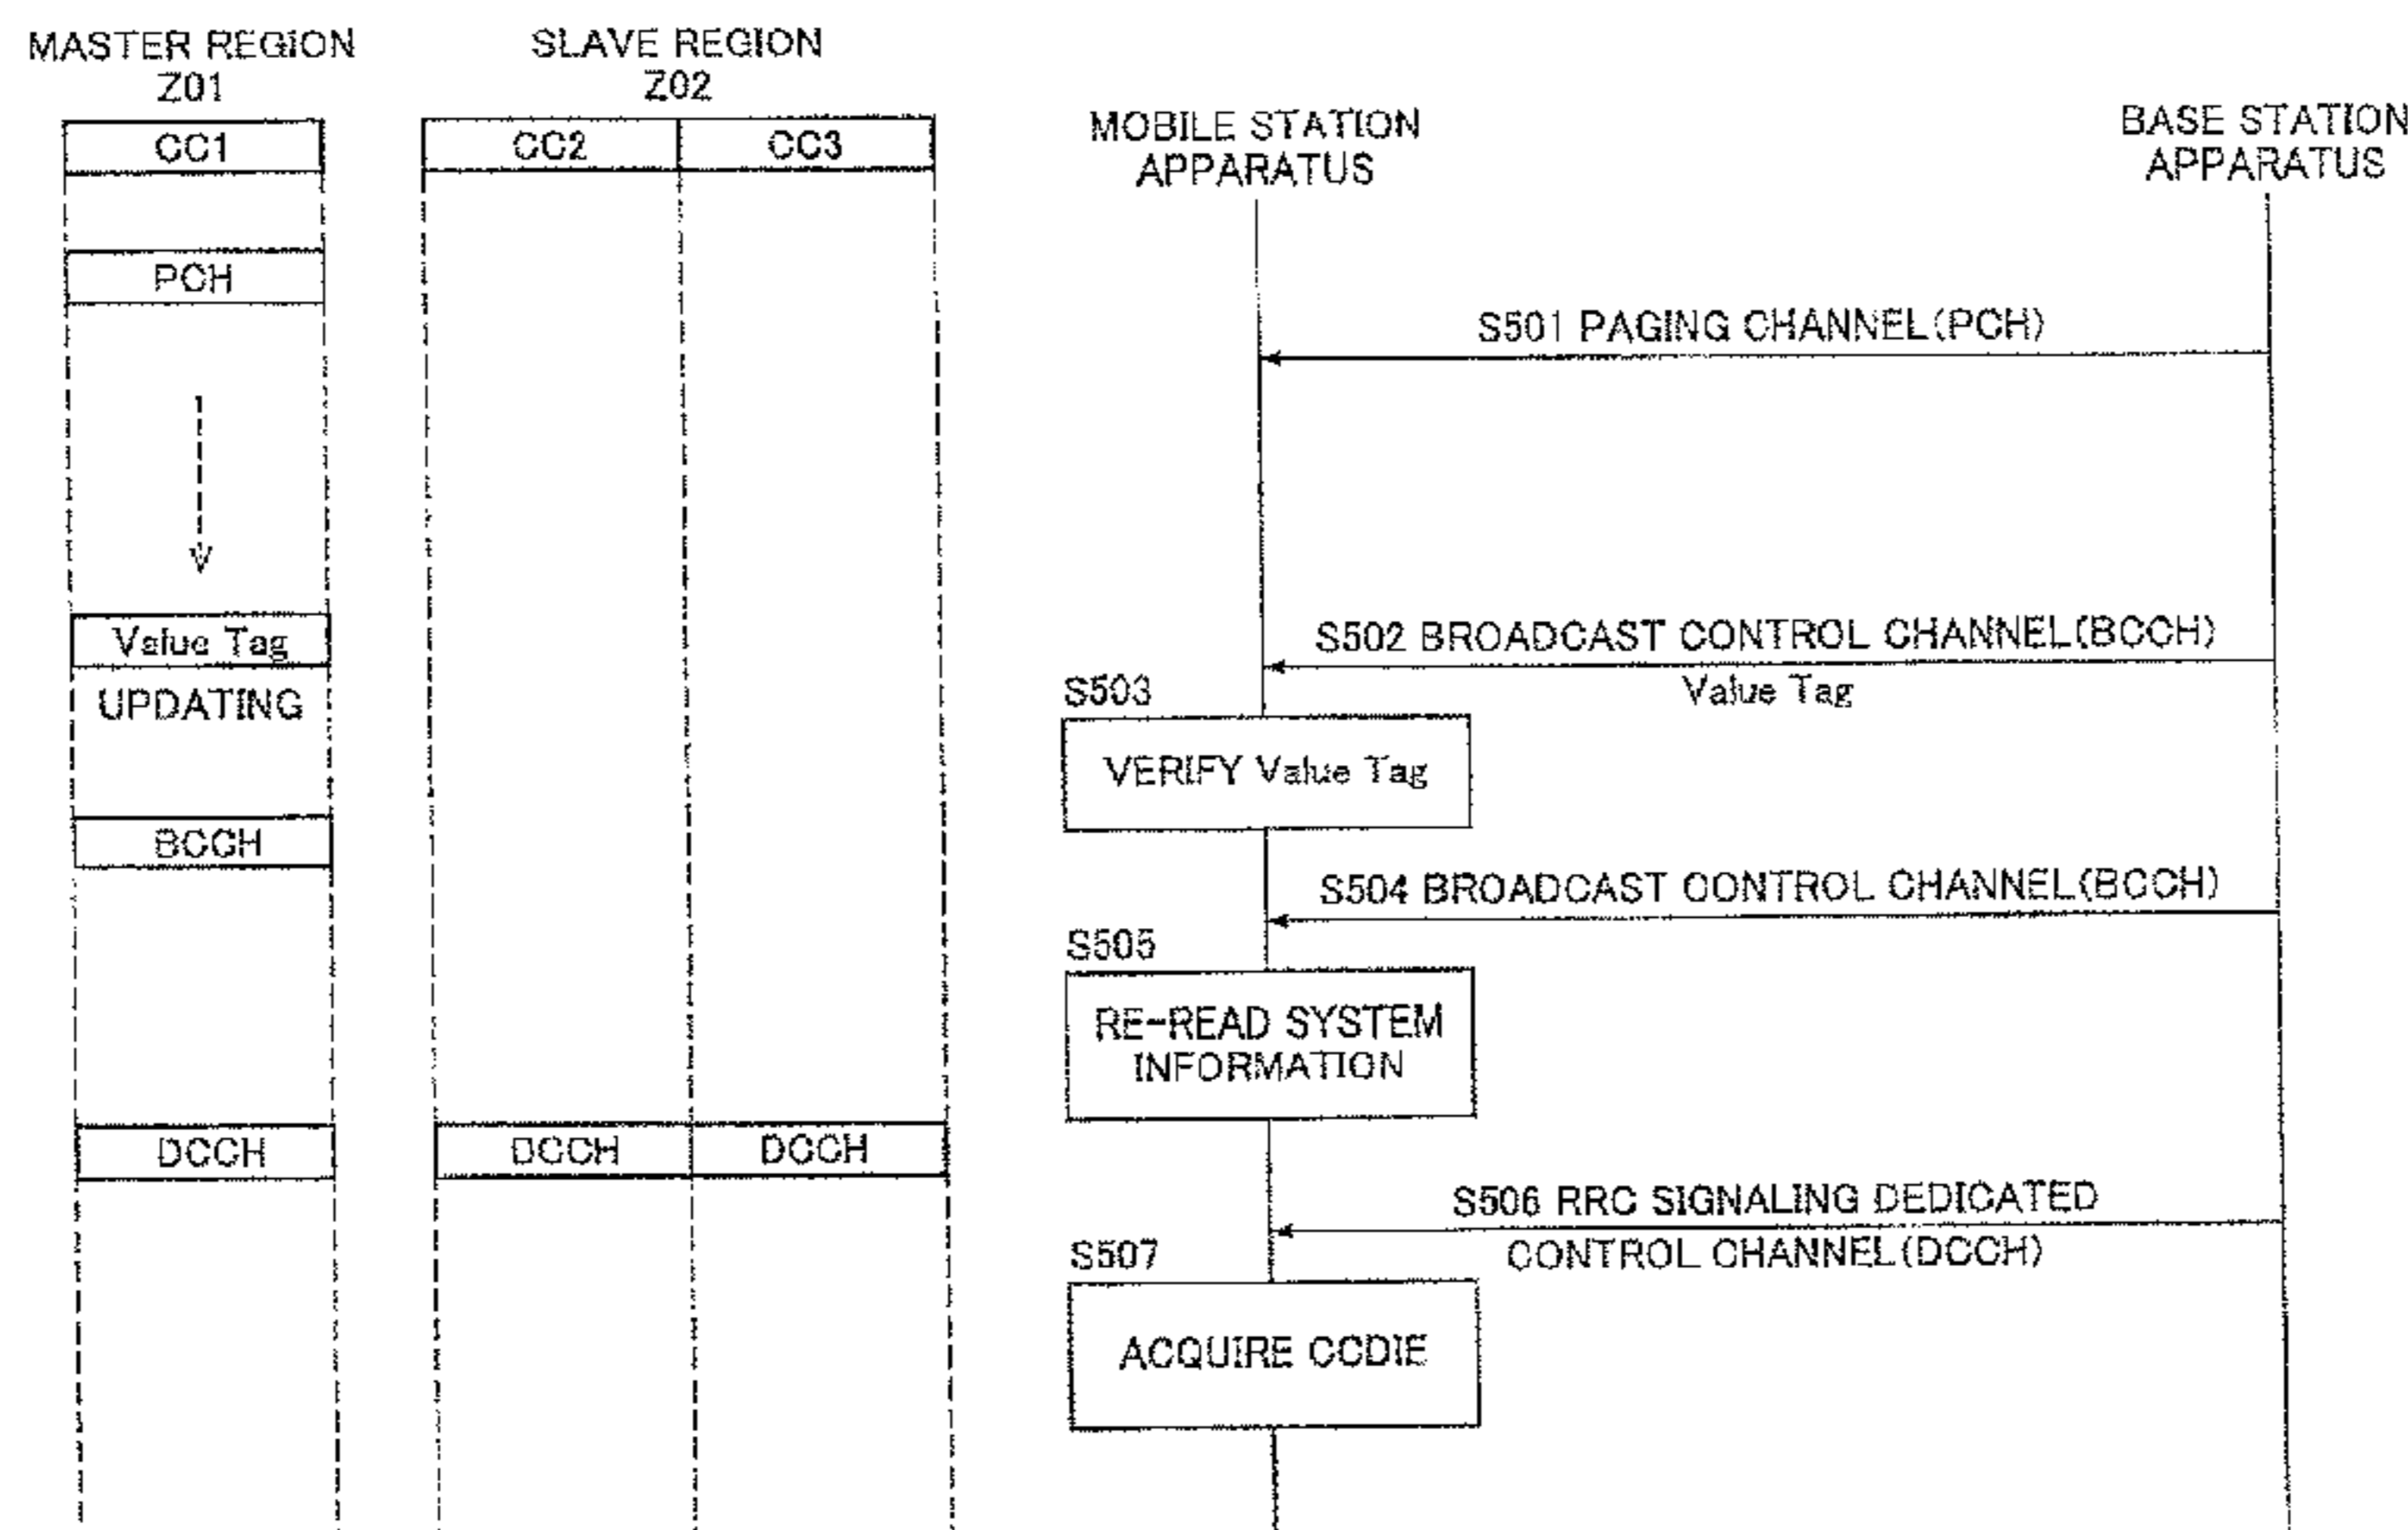 MASTER REGION
Z01
SLAVE REGION
Z02
CC1
CC2
CC3
MOBILE STATION
APPARATUS
BASE STATION
APPARATUS
PCH
S501 PAGING CHANNEL(PCH)
Value Tag
UPDATING
S502 BROADCAST CONTROL CHANNEL(BCCH)
Value Tag
S503
VERIFY Value Tag
BCCH
S504 BROADCAST CONTROL CHANNEL(BCCH)
S505
RE-READ SYSTEM
INFORMATION
DCCH
DCCH
DCCH
S506 RRC SIGNALING DEDICATED
CONTROL CHANNEL(DCCH)
S507
ACQUIRE CCDIE